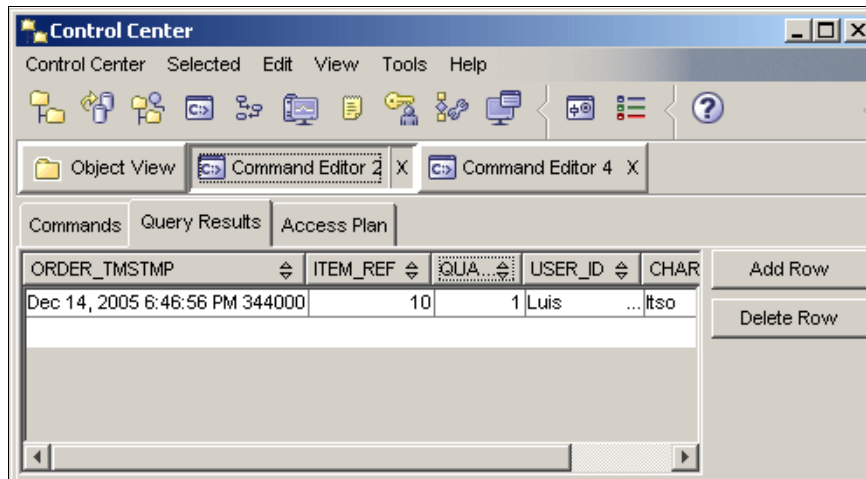 Control Center
Control Center Selected Edit View Tools Help
Object View Command Editor 2 X Command Editor 4 X
Commands Query Results Access Plan
ORDER_TMSTMP ITEM_REF QUA... USER_ID CHAR Add Row
Dec 14, 2005 6:46:56 PM 344000 10 1 Luis ... Itso
Delete Row